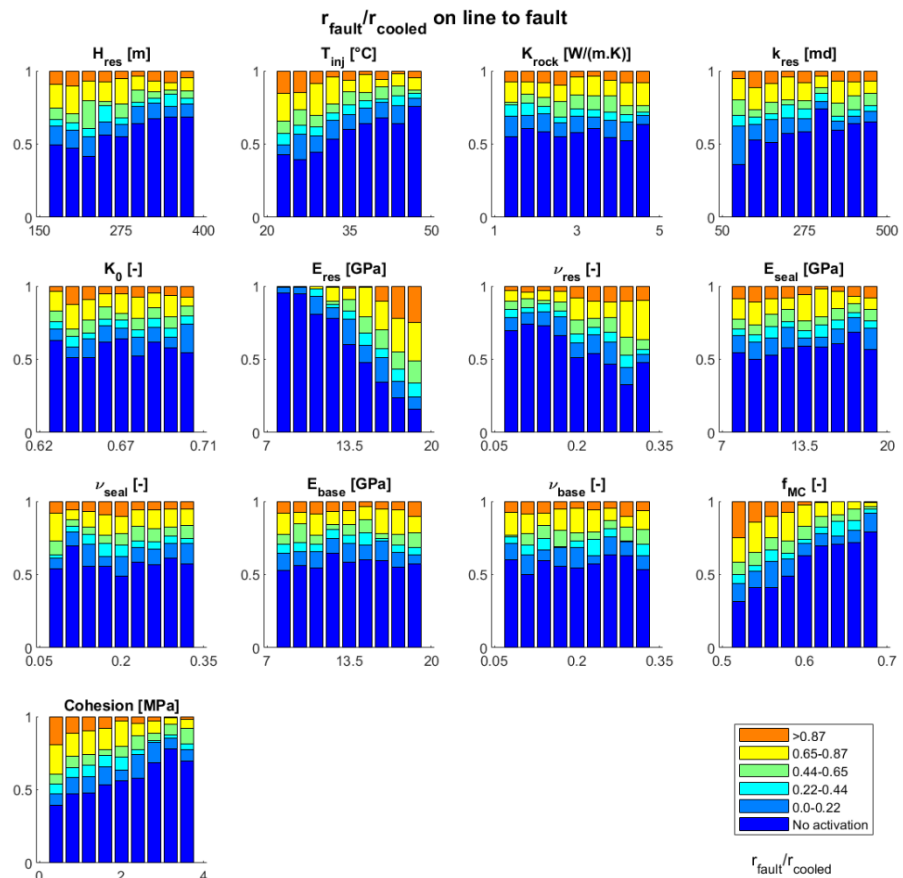 r_fault/r_cooled on line to fault
H_res [m]
1
0.5
0
150 275 400
T_inj [°C]
1
0.5
0
20 35 50
K_rock [W/(m.K)]
1
0.5
0
1 3 5
k_res [md]
1
0.5
0
50 275 500
K_0 [-]
1
0.5
0
0.62 0.67 0.71
E_res [GPa]
1
0.5
0
7 13.5 20
ν_res [-]
1
0.5
0
0.05 0.2 0.35
E_seal [GPa]
1
0.5
0
7 13.5 20
ν_seal [-]
1
0.5
0
0.05 0.2 0.35
E_base [GPa]
1
0.5
0
7 13.5 20
ν_base [-]
1
0.5
0
0.05 0.2 0.35
f_MC [-]
1
0.5
0
0.5 0.6 0.7
Cohesion [MPa]
1
0.5
0
0 2 4
>0.87
0.65-0.87
0.44-0.65
0.22-0.44
0.0-0.22
No activation
r_fault/r_cooled